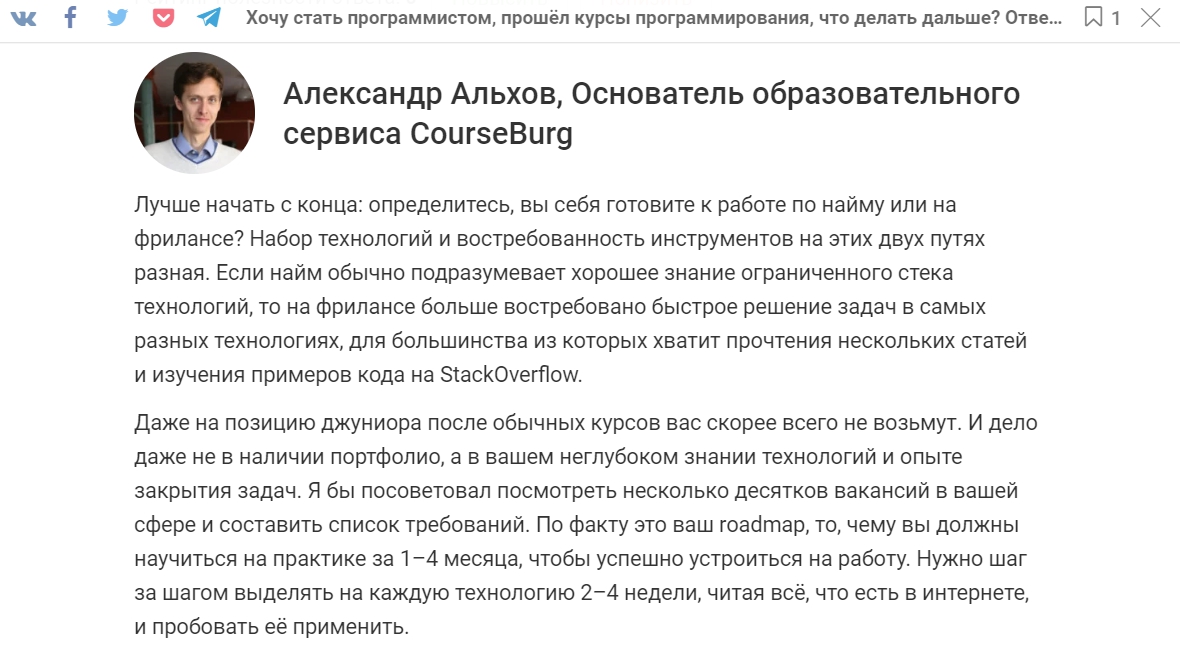 Хочу стать программистом, прошёл курсы программирования, что делать дальше? Отве... 1
Александр Альхов, Основатель образовательного
сервиса CourseBurg
Лучше начать с конца: определитесь, вы себя готовите к работе по найму или на
фрилансе? Набор технологий и востребованность инструментов на этих двух путях
разная. Если найм обычно подразумевает хорошее знание ограниченного стека
технологий, то на фрилансе больше востребовано быстрое решение задач в самых
разных технологиях, для большинства из которых хватит прочтения нескольких статей
и изучения примеров кода на StackOverflow.
Даже на позицию джуниора после обычных курсов вас скорее всего не возьмут. И дело
даже не в наличии портфолио, а в вашем неглубоком знании технологий и опыте
закрытия задач. Я бы посоветовал посмотреть несколько десятков вакансий в вашей
сфере и составить список требований. По факту это ваш roadmap, то, чему вы должны
научиться на практике за 1–4 месяца, чтобы успешно устроиться на работу. Нужно шаг
за шагом выделять на каждую технологию 2–4 недели, читая всё, что есть в интернете,
и пробовать её применить.